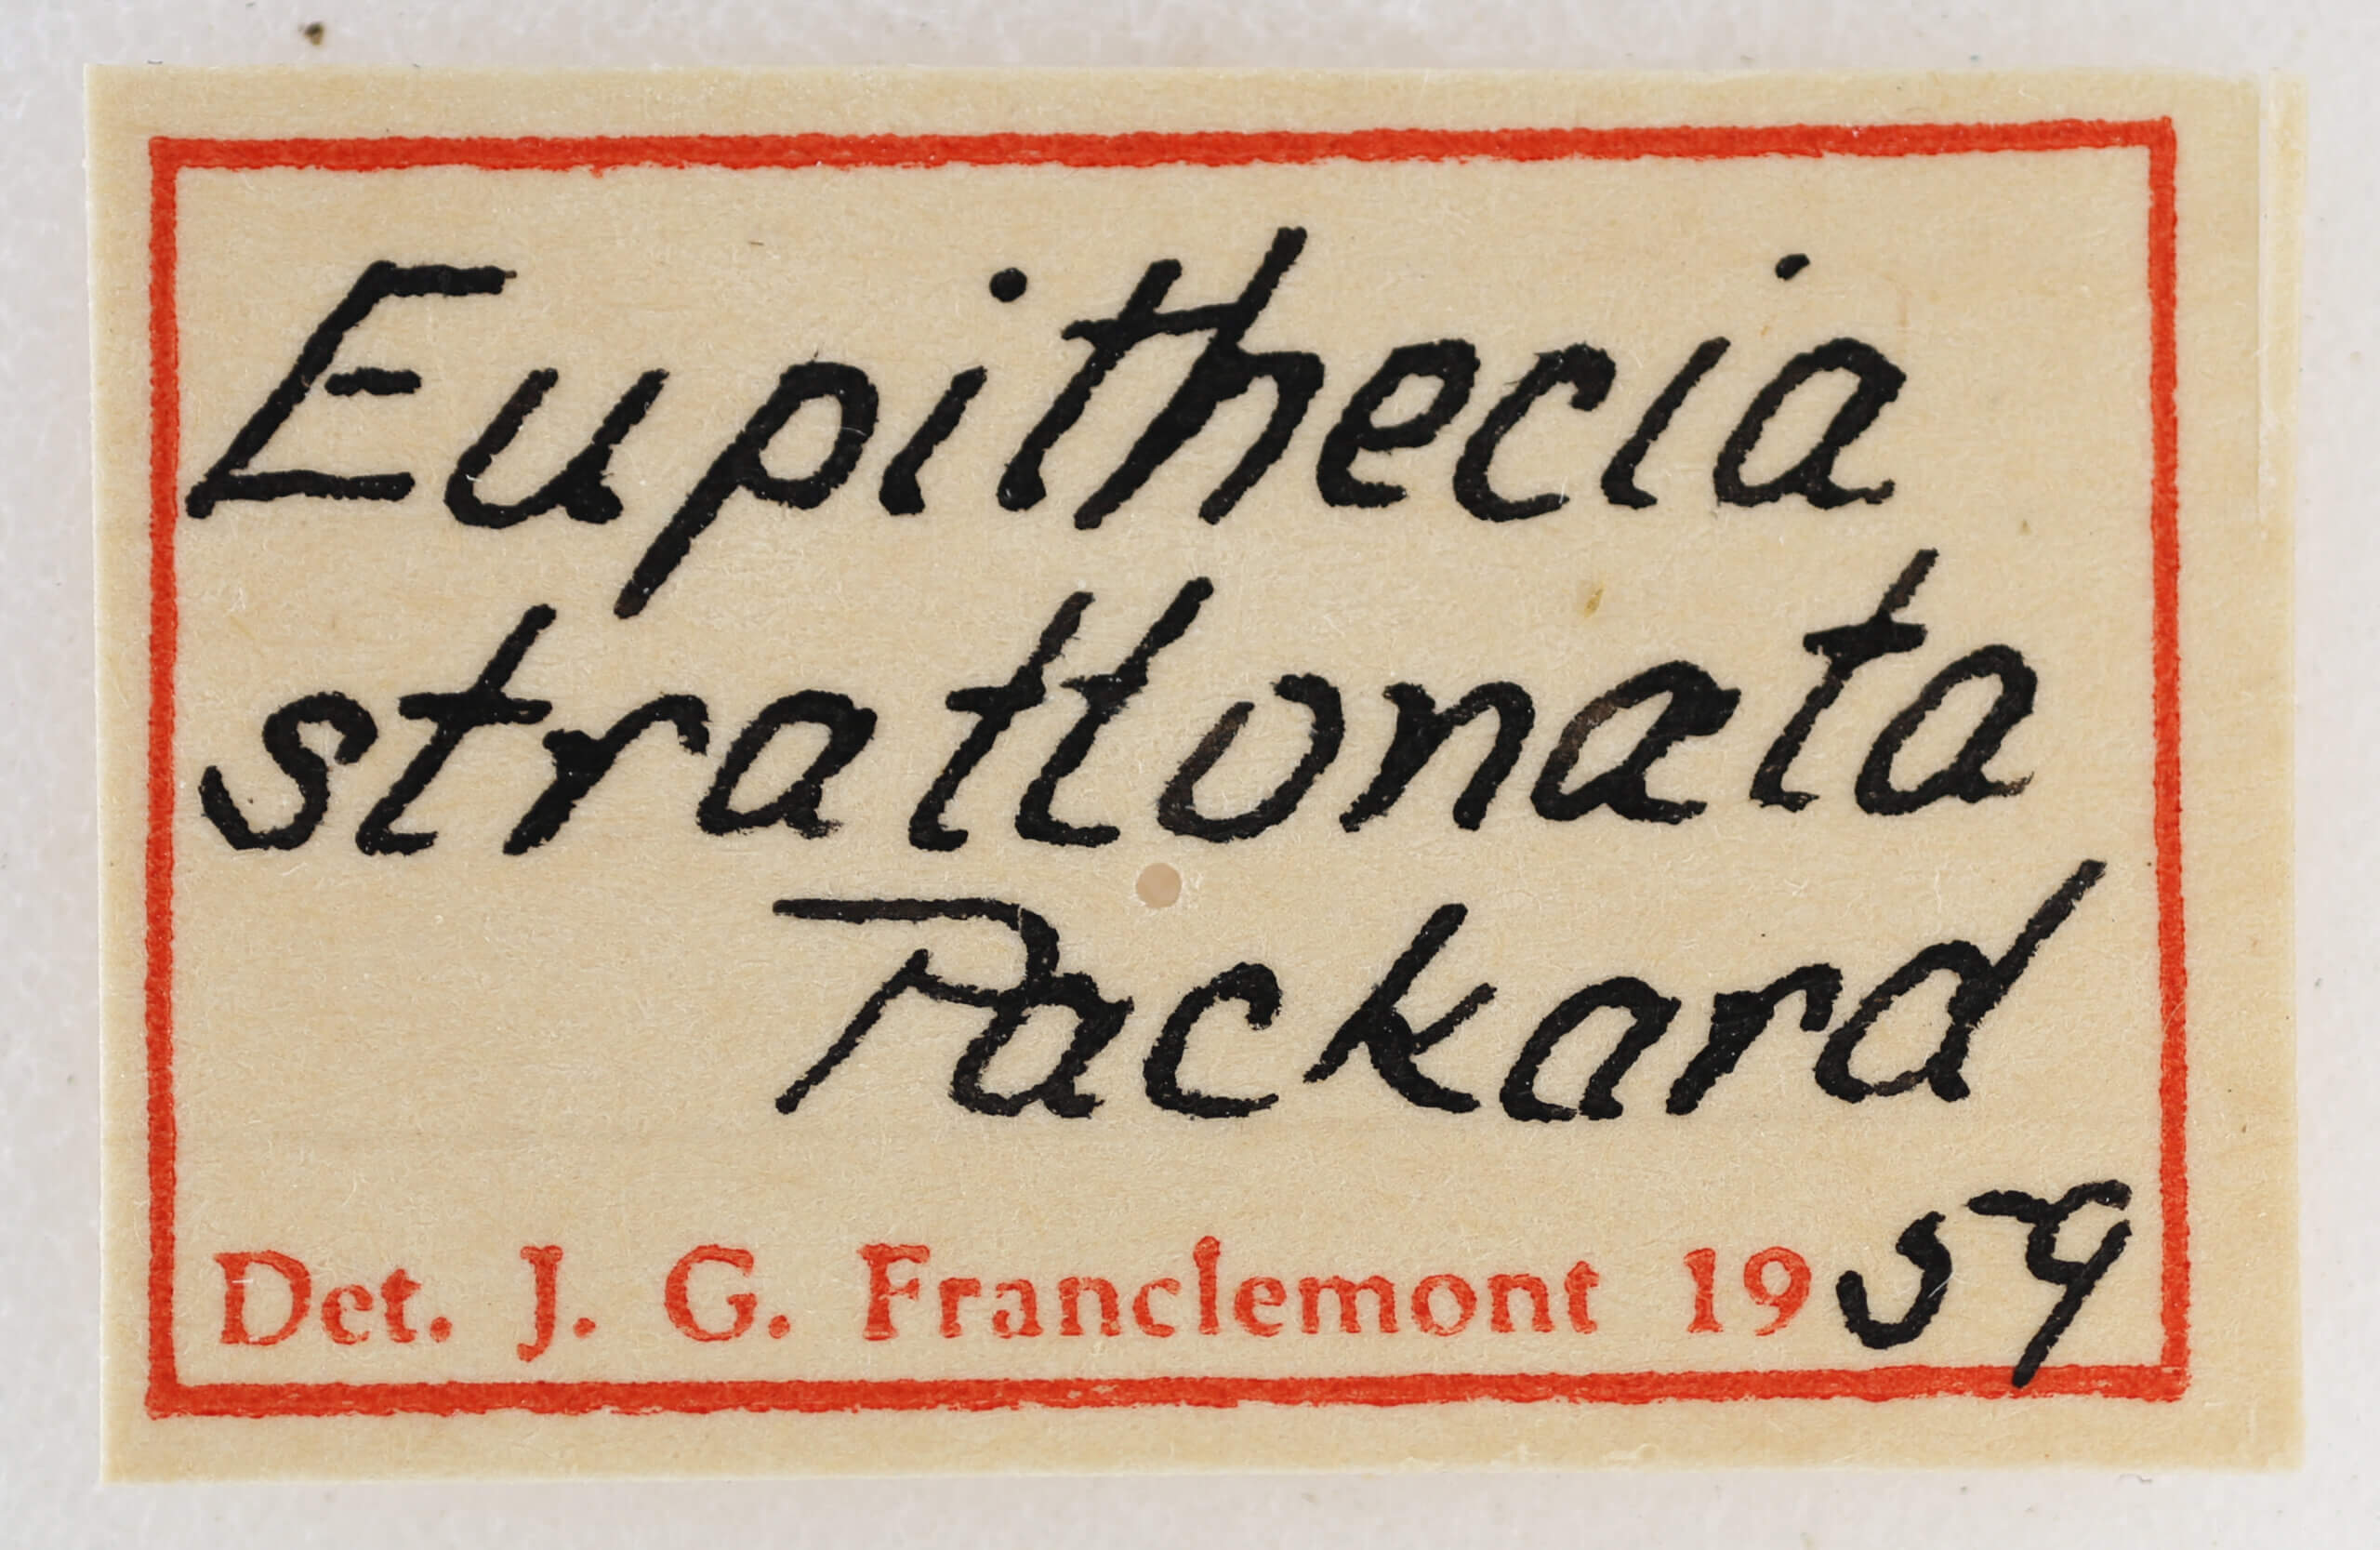 Eupithecia
strattonata
Packard
Det. J. G. Franclemont 1959